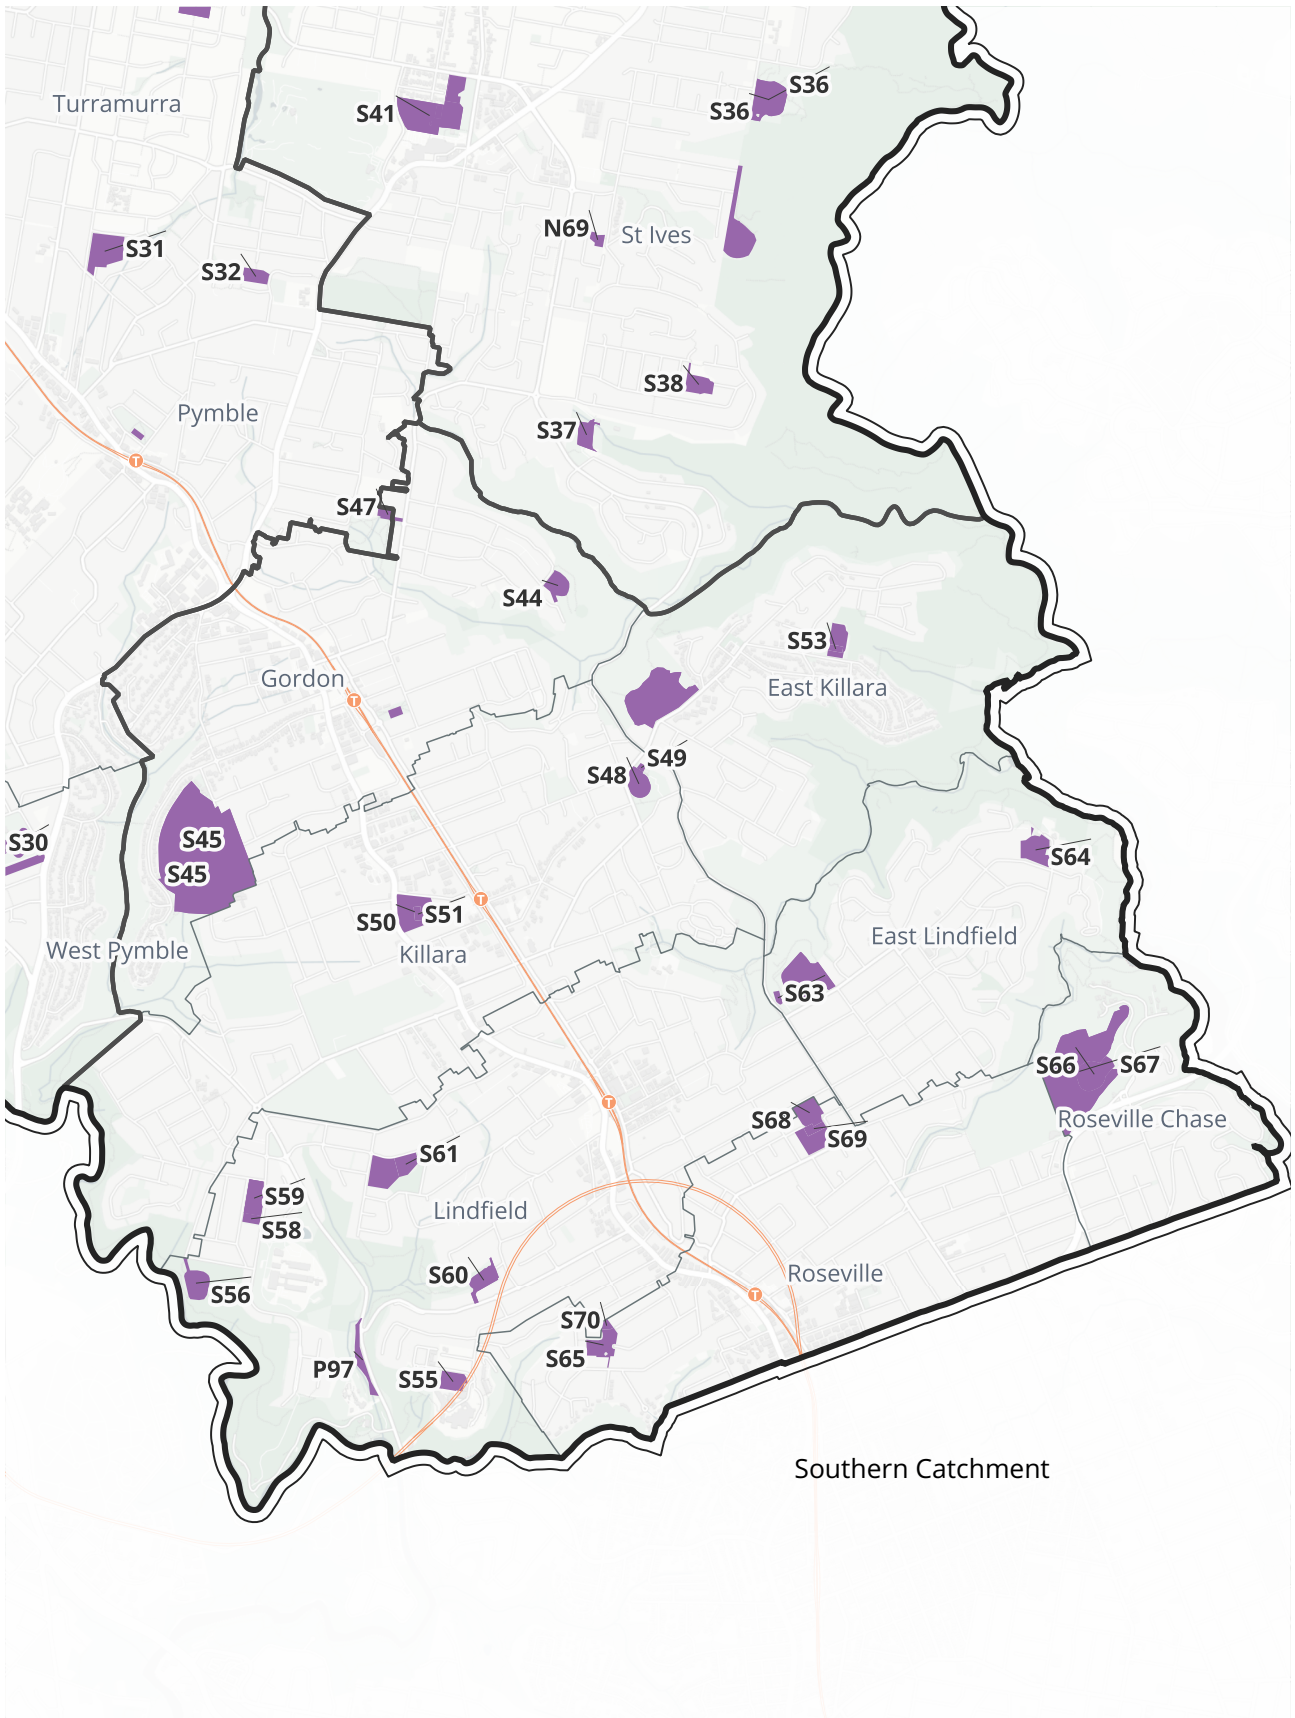 S36
Turramurra
S41
S36
N69
St Ives
S31
S32
S38
Pymble
S37
T
S47
S44
S53
Gordon
East Killara
T
S49
S48
S45
S30
S64
S45
T
S51
S50
East Lindfield
West Pymble
Killara
S63
S66
S67
T
S68
Roseville Chase
S69
S61
S59
Lindfield
S58
S60
Roseville
S56
T
S70
S65
P97
S55
Southern Catchment